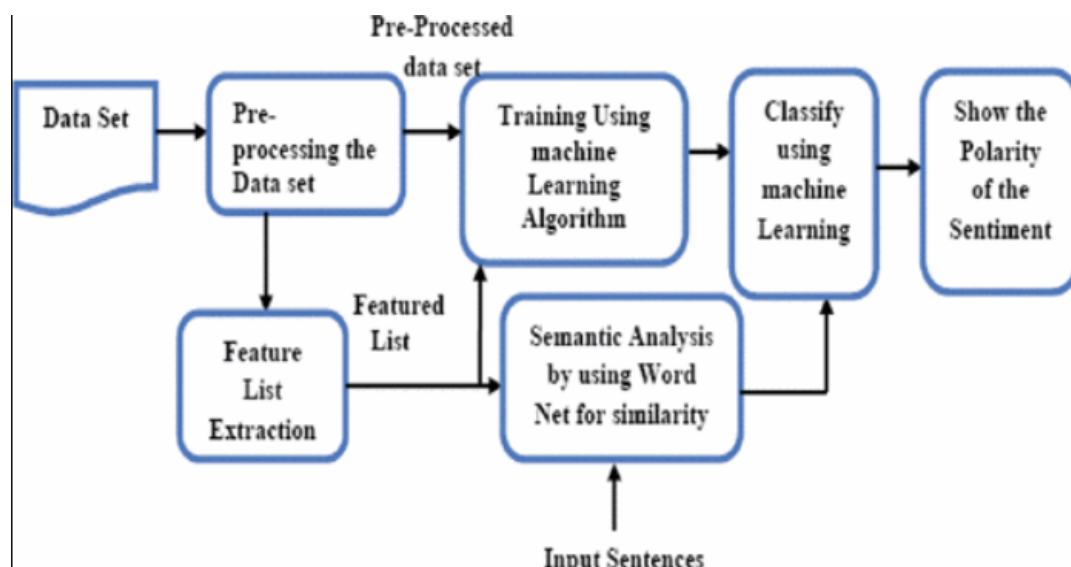 Pre-Processed
data set
Data Set
Pre-
processing the
Data set
Training Using
machine
Learning
Algorithm
Classify
using
machine
Learning
Show the
Polarity
of the
Sentiment
Feature
List
Extraction
Featured
List
Semantic Analysis
by using Word
Net for similarity
Input Sentences